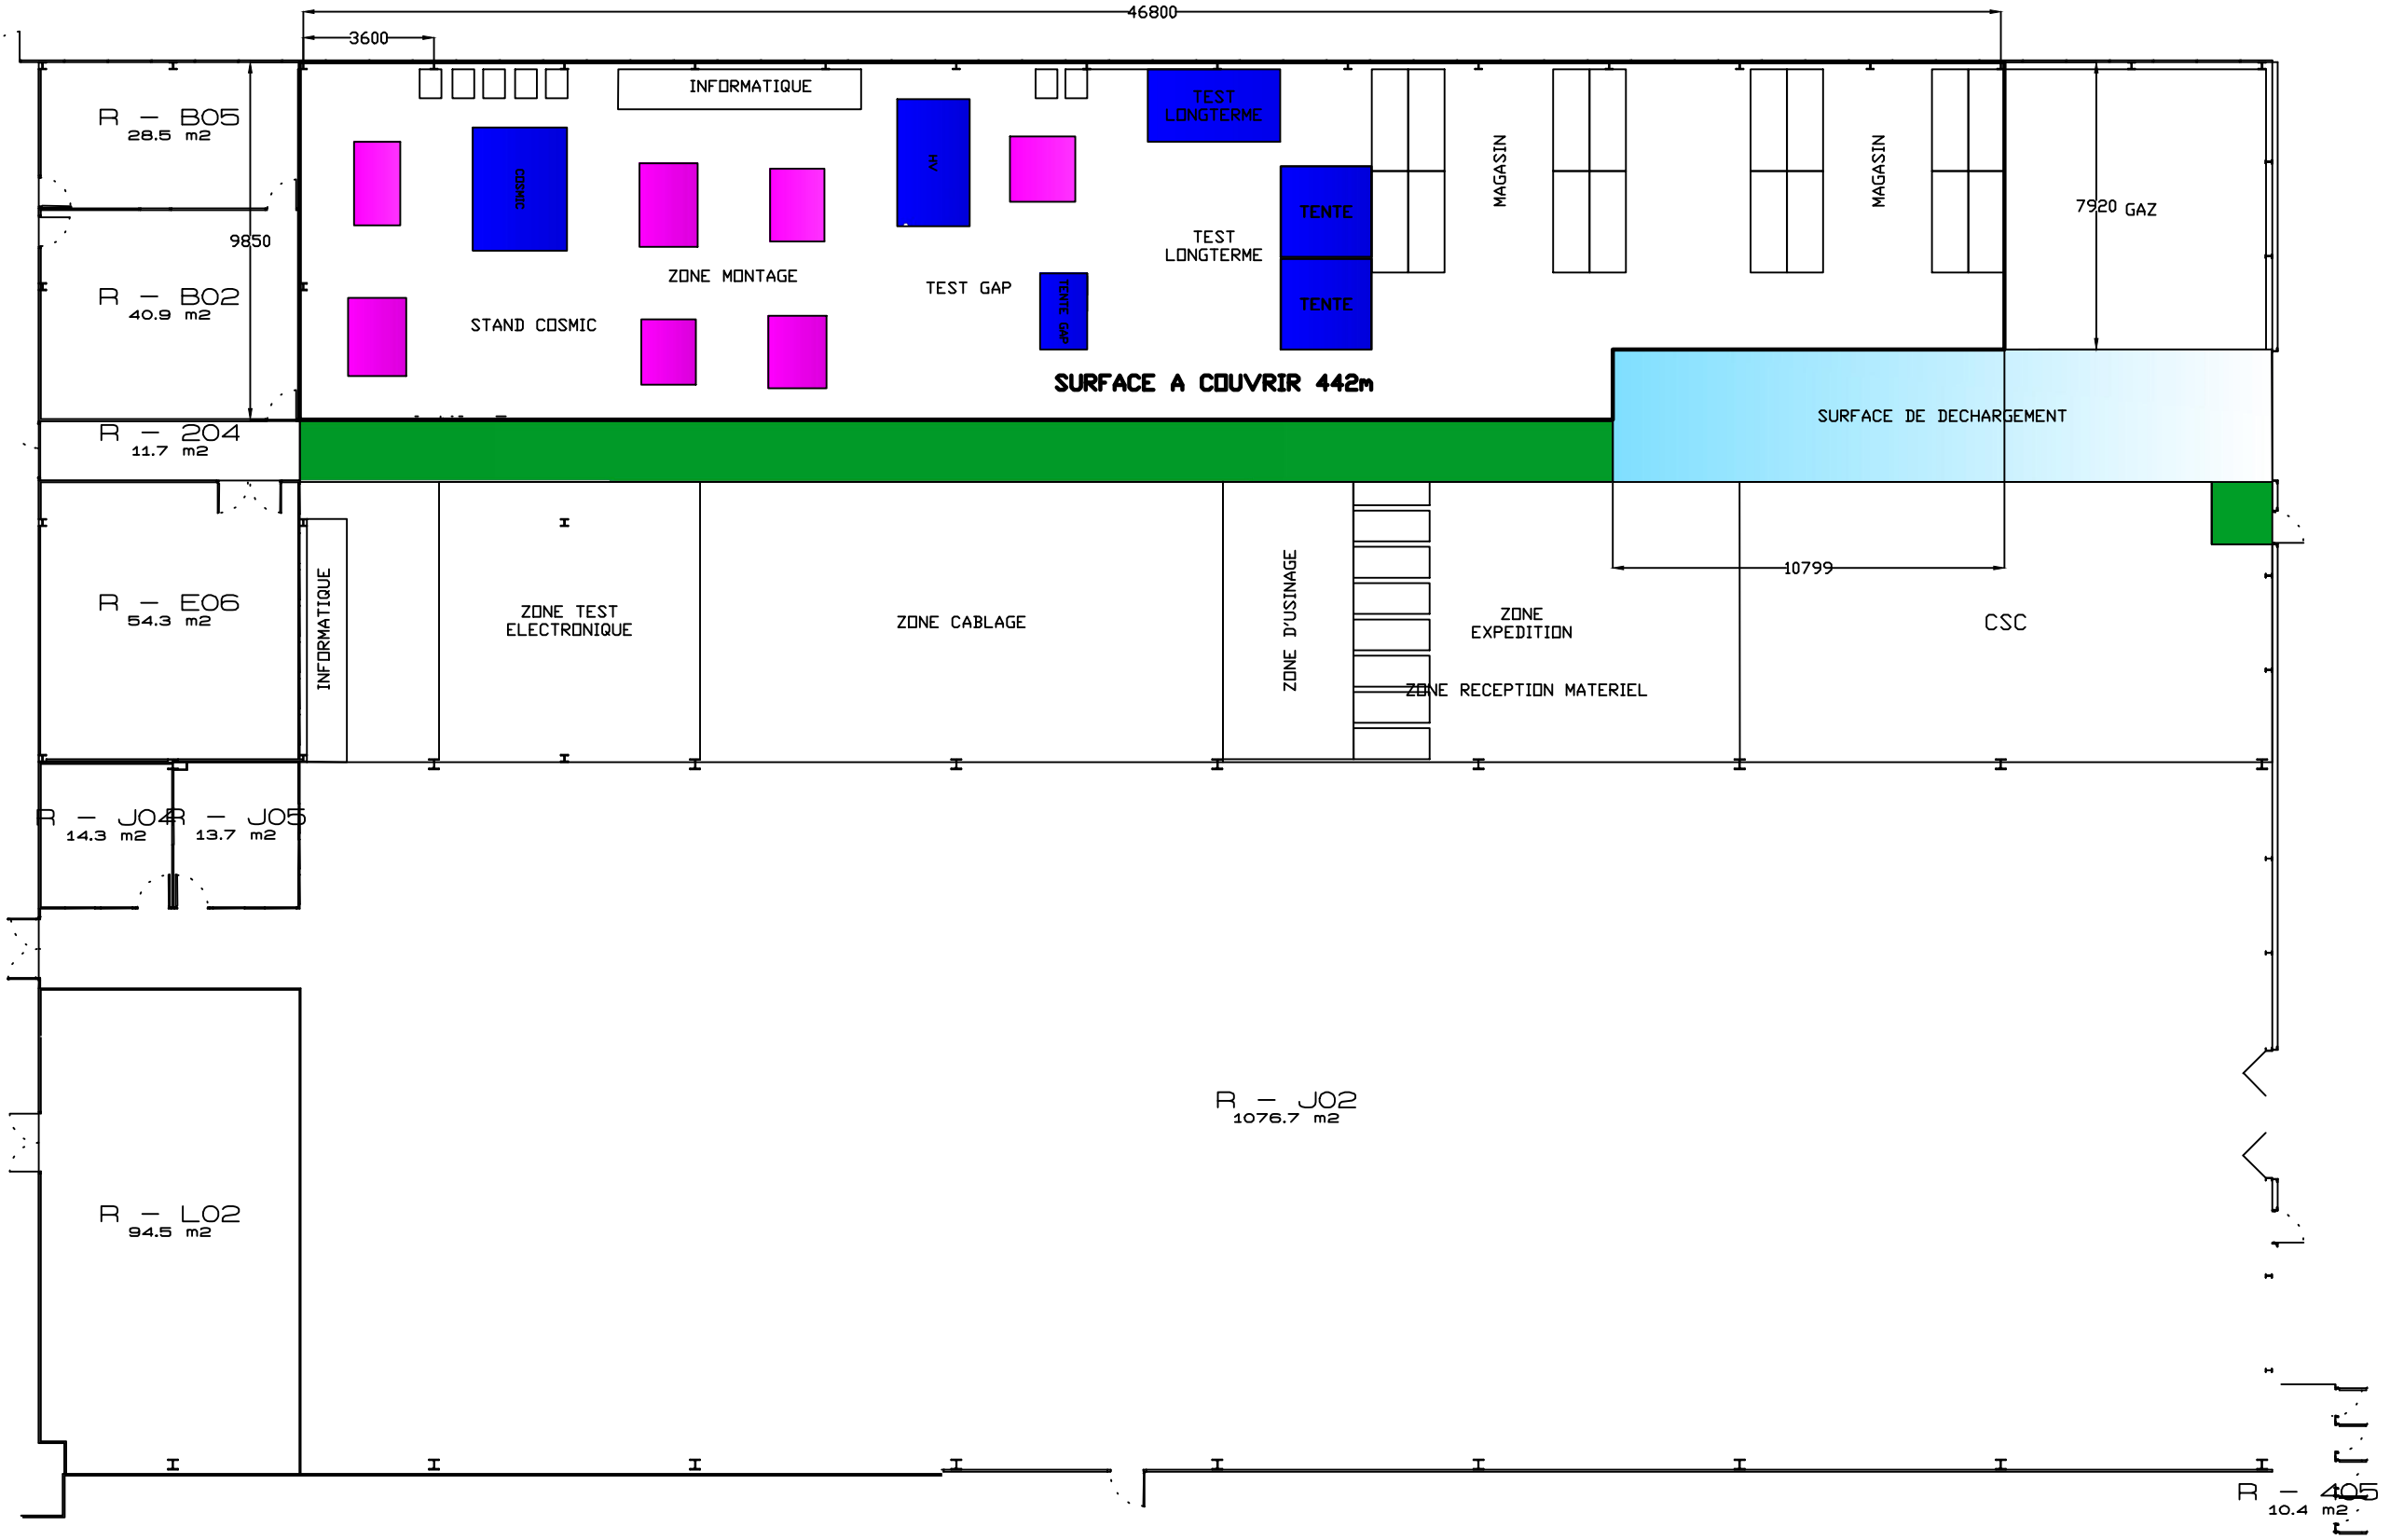 46800
3600
INFORMATIQUE
TEST
LONGTERME
R - B05
28.5 m2
COSMIC
HV
MAGASIN
MAGASIN
7920
GAZ
TENTE
9850
TEST
LONGTERME
ZONE MONTAGE
TEST GAP
TENTE GAP
TENTE
R - B02
40.9 m2
STAND COSMIC
SURFACE A COUVRIR 442m
SURFACE DE DECHARGEMENT
R - 204
11.7 m2
10799
INFORMATIQUE
ZONE TEST
ELECTRONIQUE
ZONE CABLAGE
ZONE D'USINAGE
ZONE
EXPEDITION
CSC
R - E06
54.3 m2
ZONE RECEPTION MATERIEL
R - J04
14.3 m2
R - J05
13.7 m2
R - J02
1076.7 m2
R - L02
94.5 m2
R - 405
10.4 m2